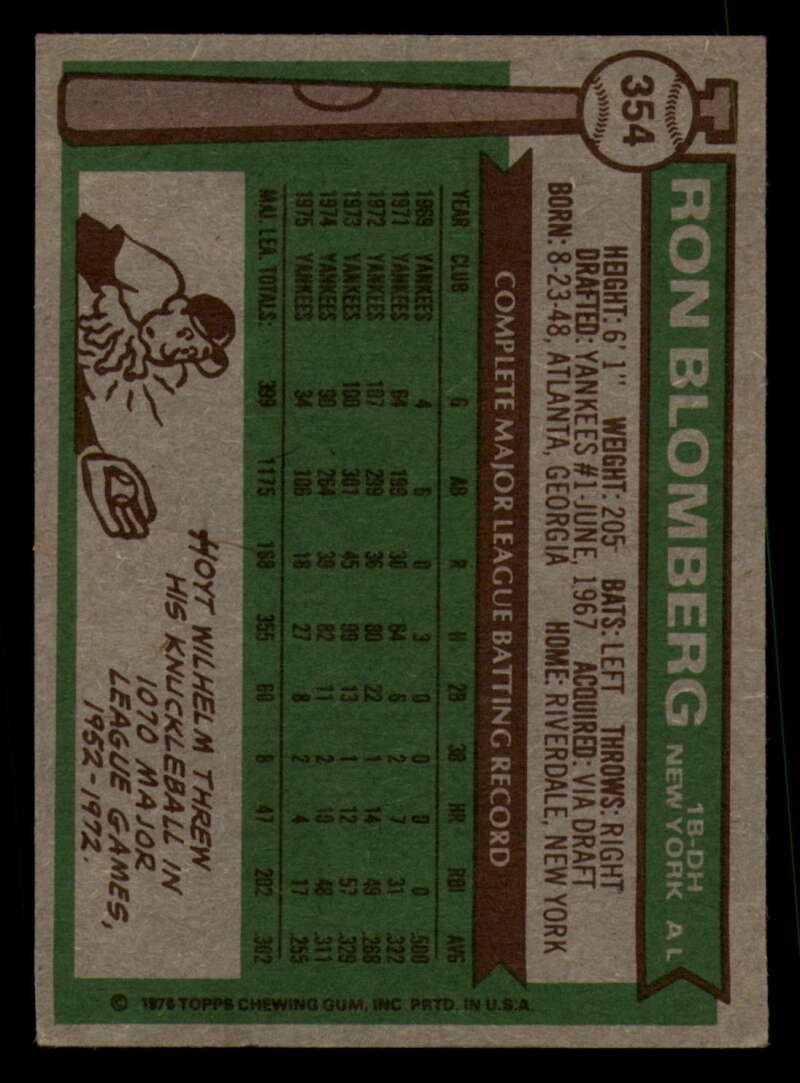 354
RON BLOMBERG
1B-DH
NEW YORK AL
HEIGHT: 6' 1" WEIGHT: 205 BATS: LEFT THROWS: RIGHT
DRAFTED: YANKEES #1-JUNE, 1967 ACQUIRED: VIA DRAFT
BORN: 8-23-48, ATLANTA, GEORGIA HOME: RIVERDALE, NEW YORK
COMPLETE MAJOR LEAGUE BATTING RECORD
YEAR CLUB G AB R H 2B 3B HR RBI AVG
1969 YANKEES 4 6 0 3 0 0 0 0 .500
1971 YANKEES 64 199 30 64 6 2 7 31 .322
1972 YANKEES 107 299 36 80 22 1 14 49 .268
1973 YANKEES 100 301 45 99 13 1 12 57 .329
1974 YANKEES 90 264 39 82 11 2 10 48 .311
1975 YANKEES 34 106 18 27 8 2 4 17 .255
MAJ. LEA. TOTALS: 399 1175 168 355 60 8 47 202 .302
HOYT WILHELM THREW
HIS KNUCKLEBALL IN
1070 MAJOR
LEAGUE GAMES,
1952-1972.
© 1976 TOPPS CHEWING GUM, INC. PRTD. IN U.S.A.